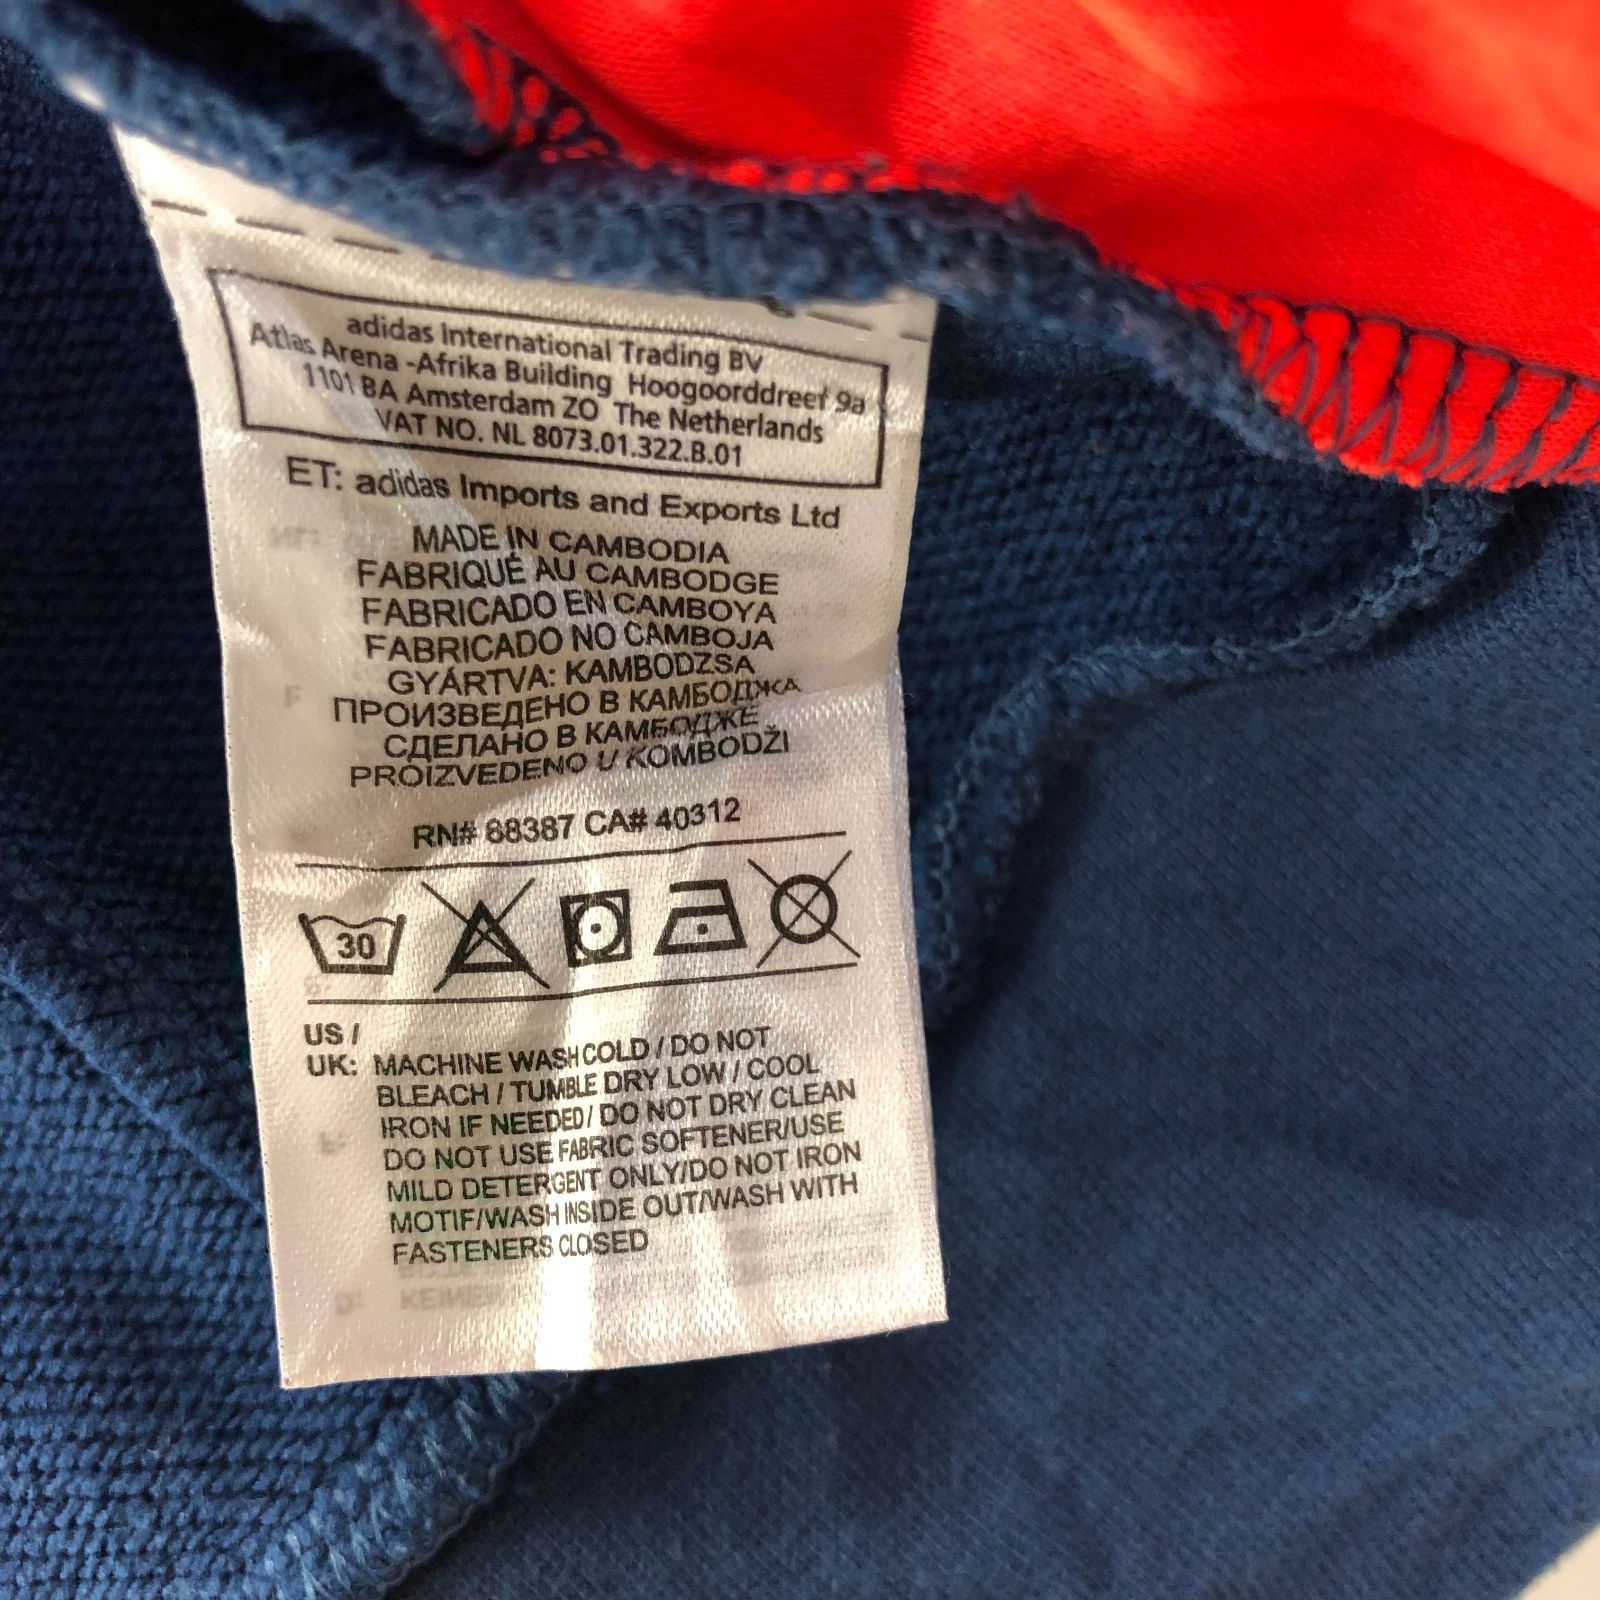 adidas International Trading BV
Atlas Arena -Afrika Building Hoogoorddreef 9a
1101 BA Amsterdam ZO The Netherlands
VAT NO. NL 8073.01.322.B.01
ET: adidas Imports and Exports Ltd
MADE IN CAMBODIA
FABRIQUÉ AU CAMBODGE
FABRICADO EN CAMBOYA
FABRICADO NO CAMBOJA
GYÁRTVA: KAMBODZSA
ПРОИЗВЕДЕНО В КАМБОДЖА
СДЕЛАНО В КАМБОДЖЕ
PROIZVEDENO U KOMBODŽI
RN# 88387 CA# 40312
30
US /
UK: MACHINE WASH COLD / DO NOT
BLEACH / TUMBLE DRY LOW / COOL
IRON IF NEEDED/ DO NOT DRY CLEAN
DO NOT USE FABRIC SOFTENER/USE
MILD DETERGENT ONLY/DO NOT IRON
MOTIF/WASH INSIDE OUT/WASH WITH
FASTENERS CLOSED